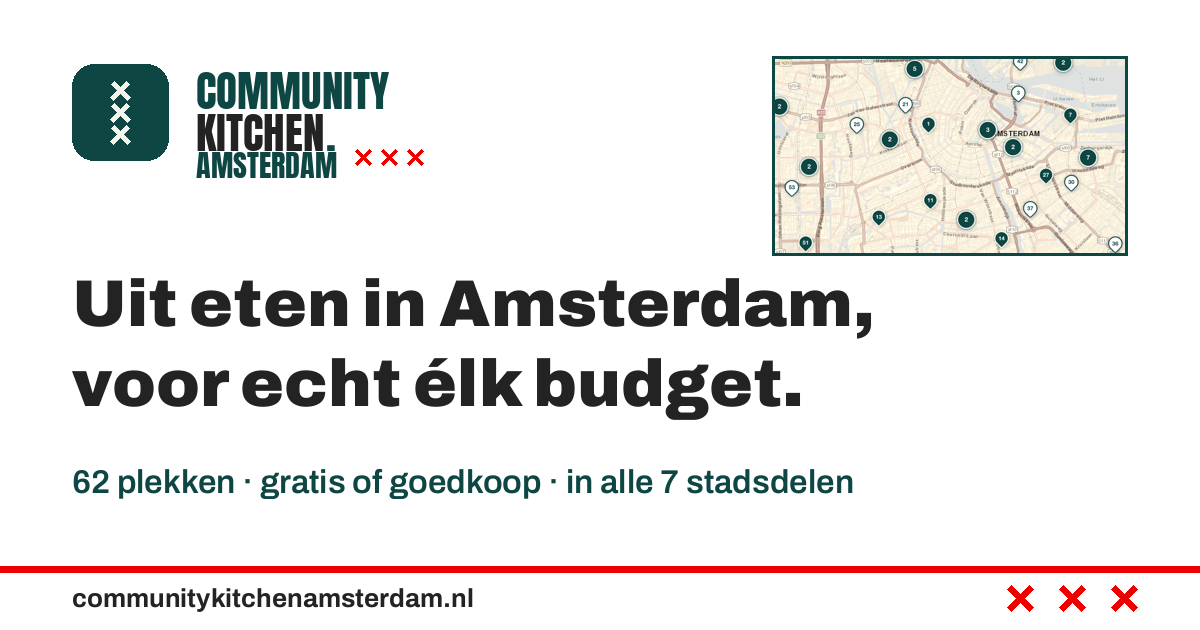 COMMUNITY
KITCHEN.
AMSTERDAM
AMSTERDAM
Uit eten in Amsterdam,
voor echt élk budget.
62 plekken · gratis of goedkoop · in alle 7 stadsdelen
communitykitchenamsterdam.nl